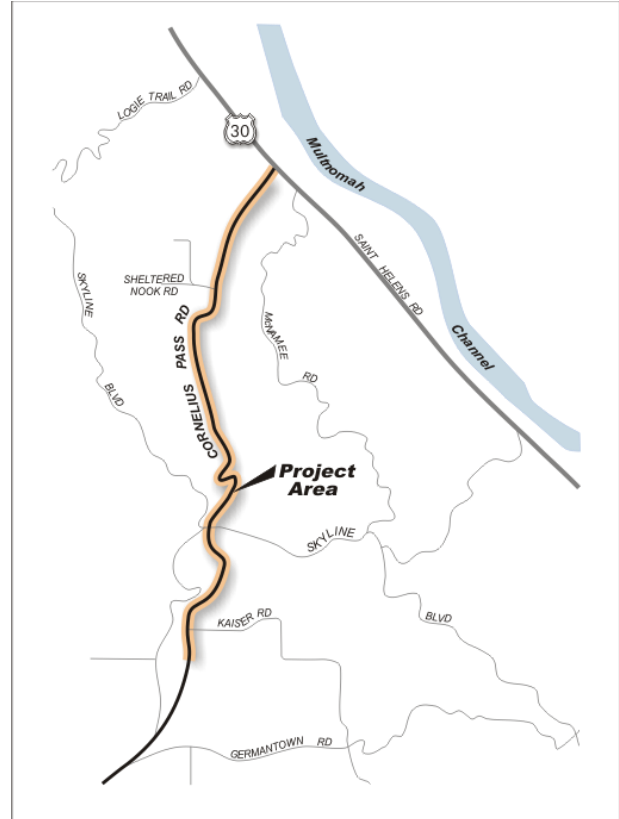 LOGIE TRAIL RD
30
Multnomah
Channel
SAINT HELENS RD
SHELTERED
NOOK RD
SKYLINE
BLVD
CORNELIUS PASS RD
McNAMEE
RD
Project
Area
SKYLINE
BLVD
KAISER RD
GERMANTOWN RD